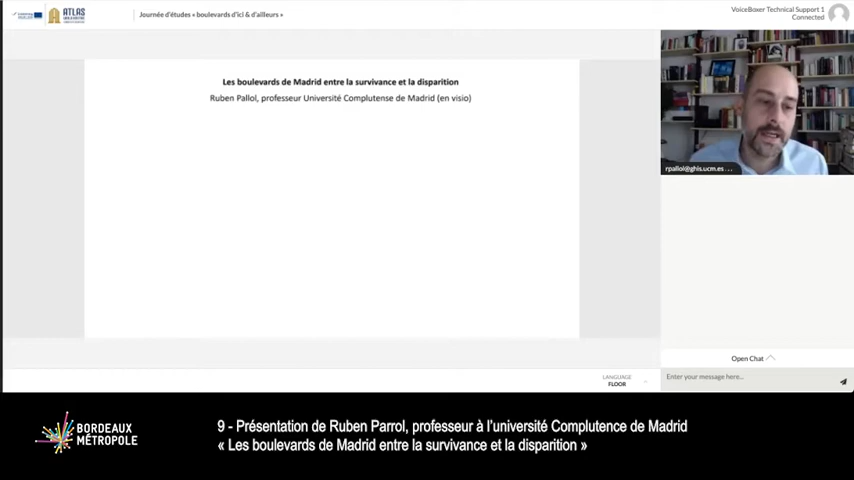 ATLAS
Journée d'études « boulevards d'ici & d'ailleurs »
VoiceBoxer Technical Support 1
Connected
Les boulevards de Madrid entre la survivance et la disparition
Ruben Pallol, professeur Université Complutense de Madrid (en visio)
rpallol@ghis.ucm.es ...
Open Chat
LANGUAGE
FLOOR
Enter your message here...
BORDEAUX
MÉTROPOLE
9 - Présentation de Ruben Parrol, professeur à l'université Complutence de Madrid
« Les boulevards de Madrid entre la survivance et la disparition »